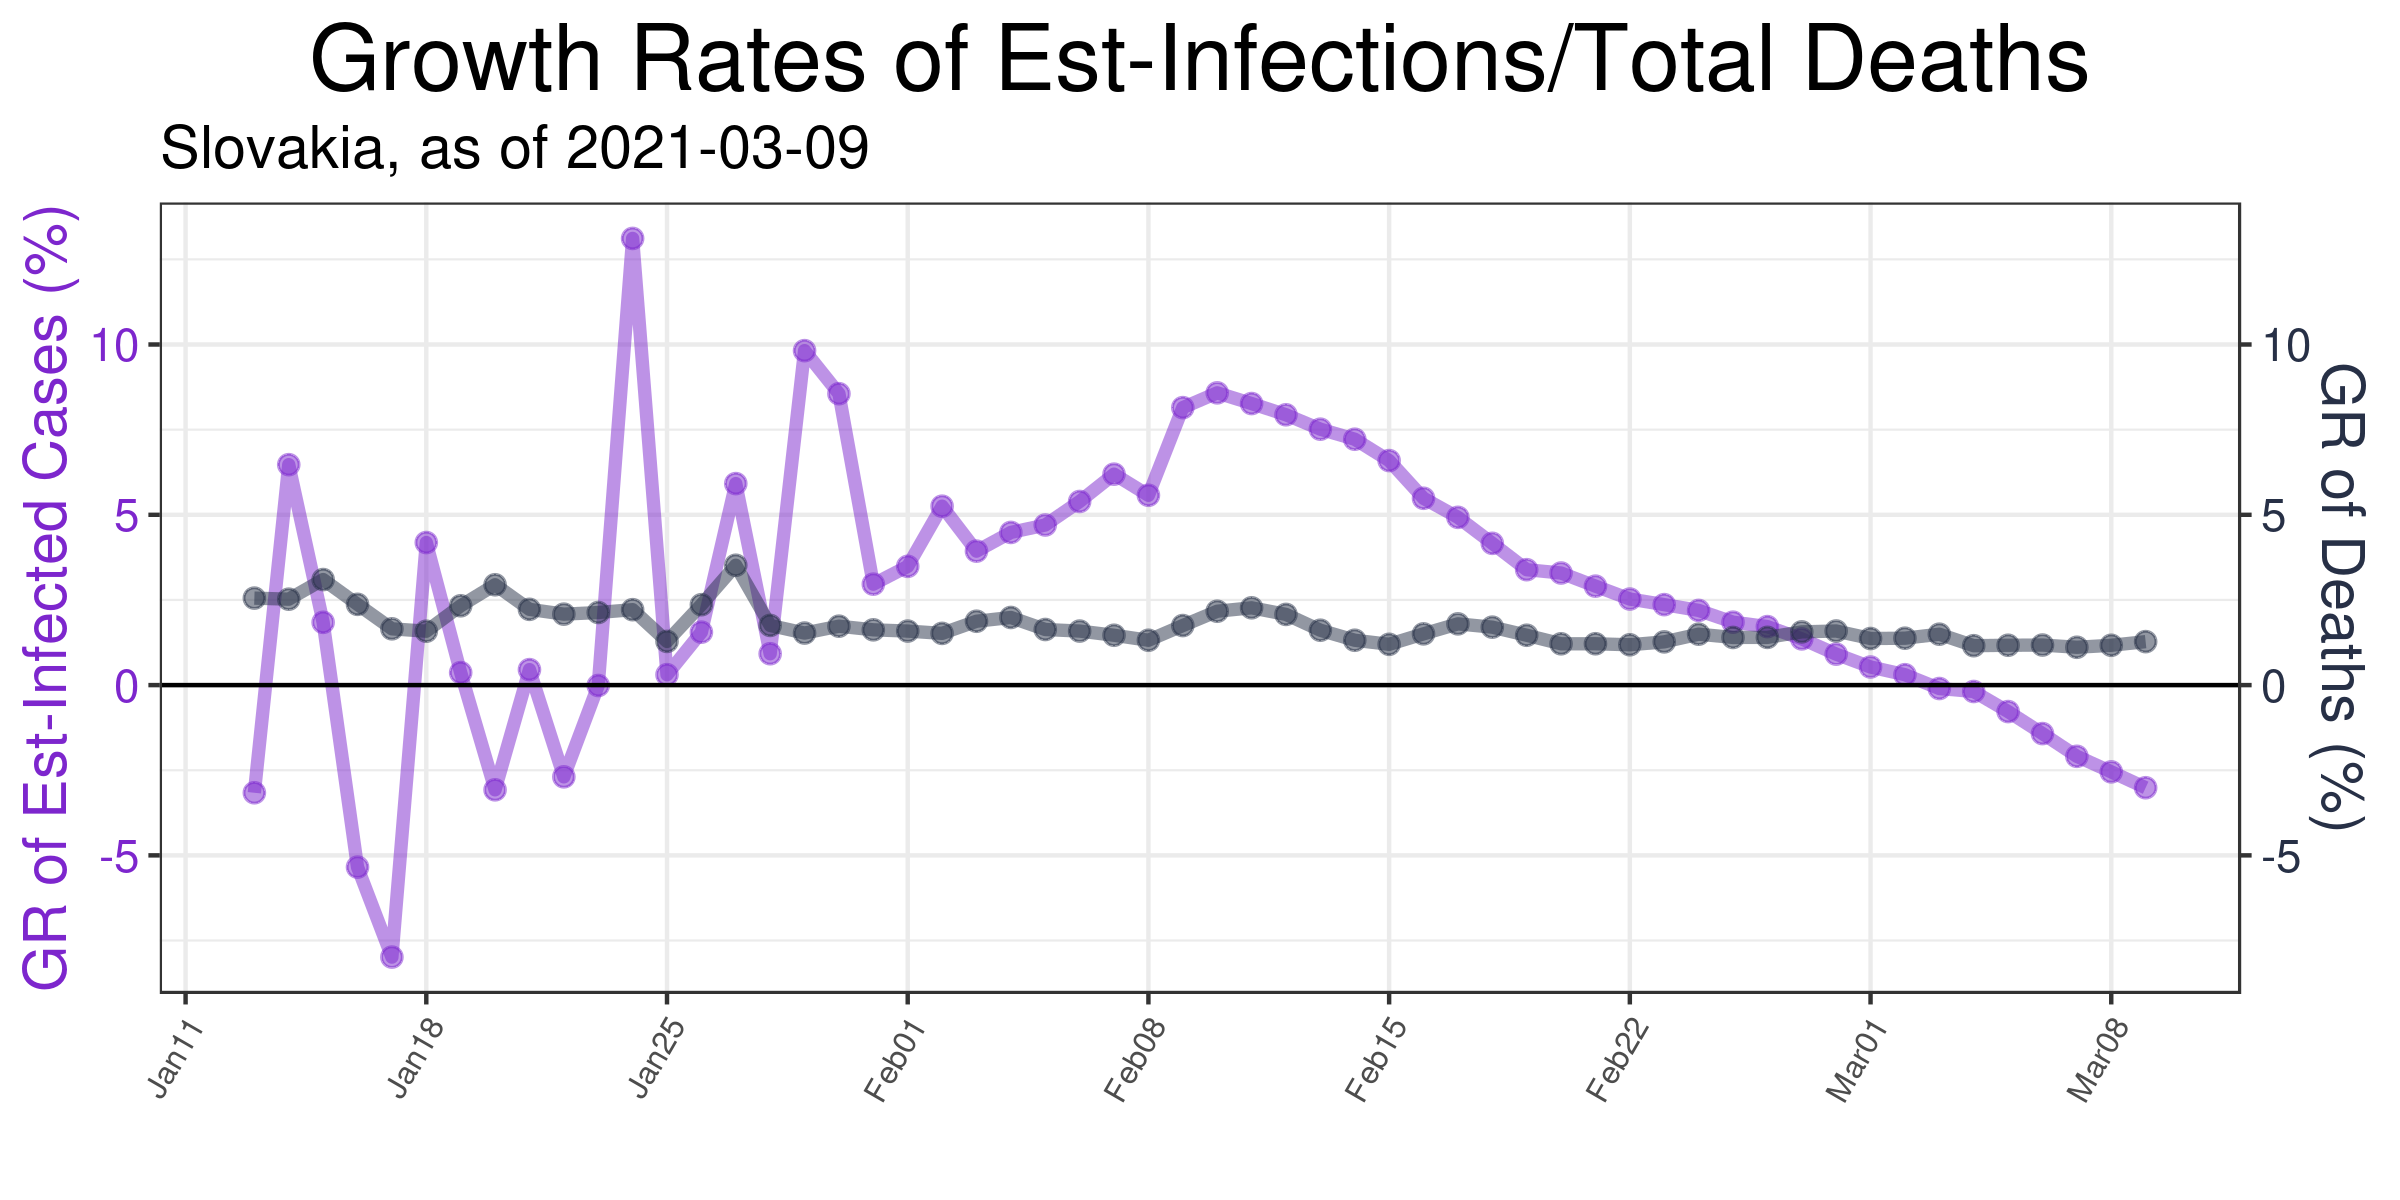 Growth Rates of Est-Infections/Total Deaths
Slovakia, as of 2021-03-09
GR of Est-Infected Cases (%)
10
5
0
-5
10
5
0
-5
GR of Deaths (%)
Jan11
Jan18
Jan25
Feb01
Feb08
Feb15
Feb22
Mar01
Mar08